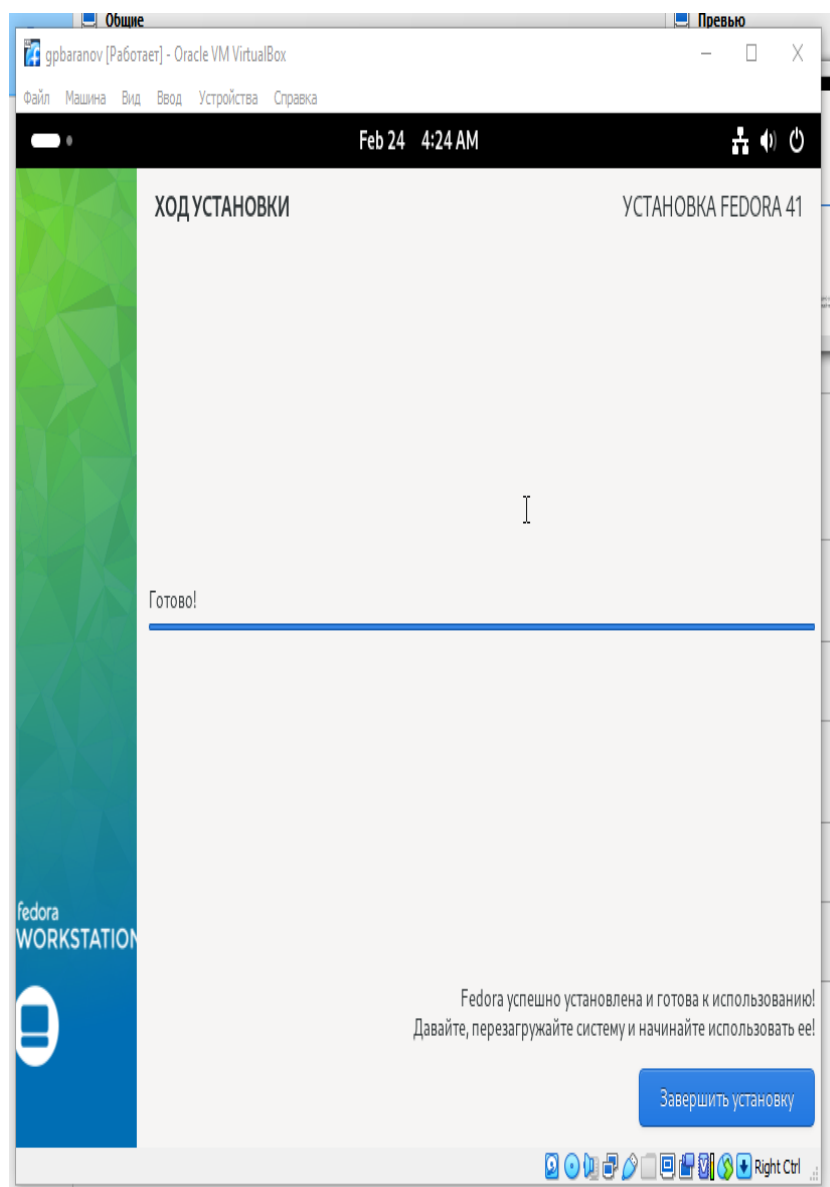 Общие
Превью
gpbaranov [Работает] - Oracle VM VirtualBox
Файл Машина Вид Ввод Устройства Справка
Feb 24 4:24 AM
ХОД УСТАНОВКИ
УСТАНОВКА FEDORA 41
Готово!
fedora
WORKSTATION
Fedora успешно установлена и готова к использованию!
Давайте, перезагружайте систему и начинайте использовать ее!
Завершить установку
Right Ctrl